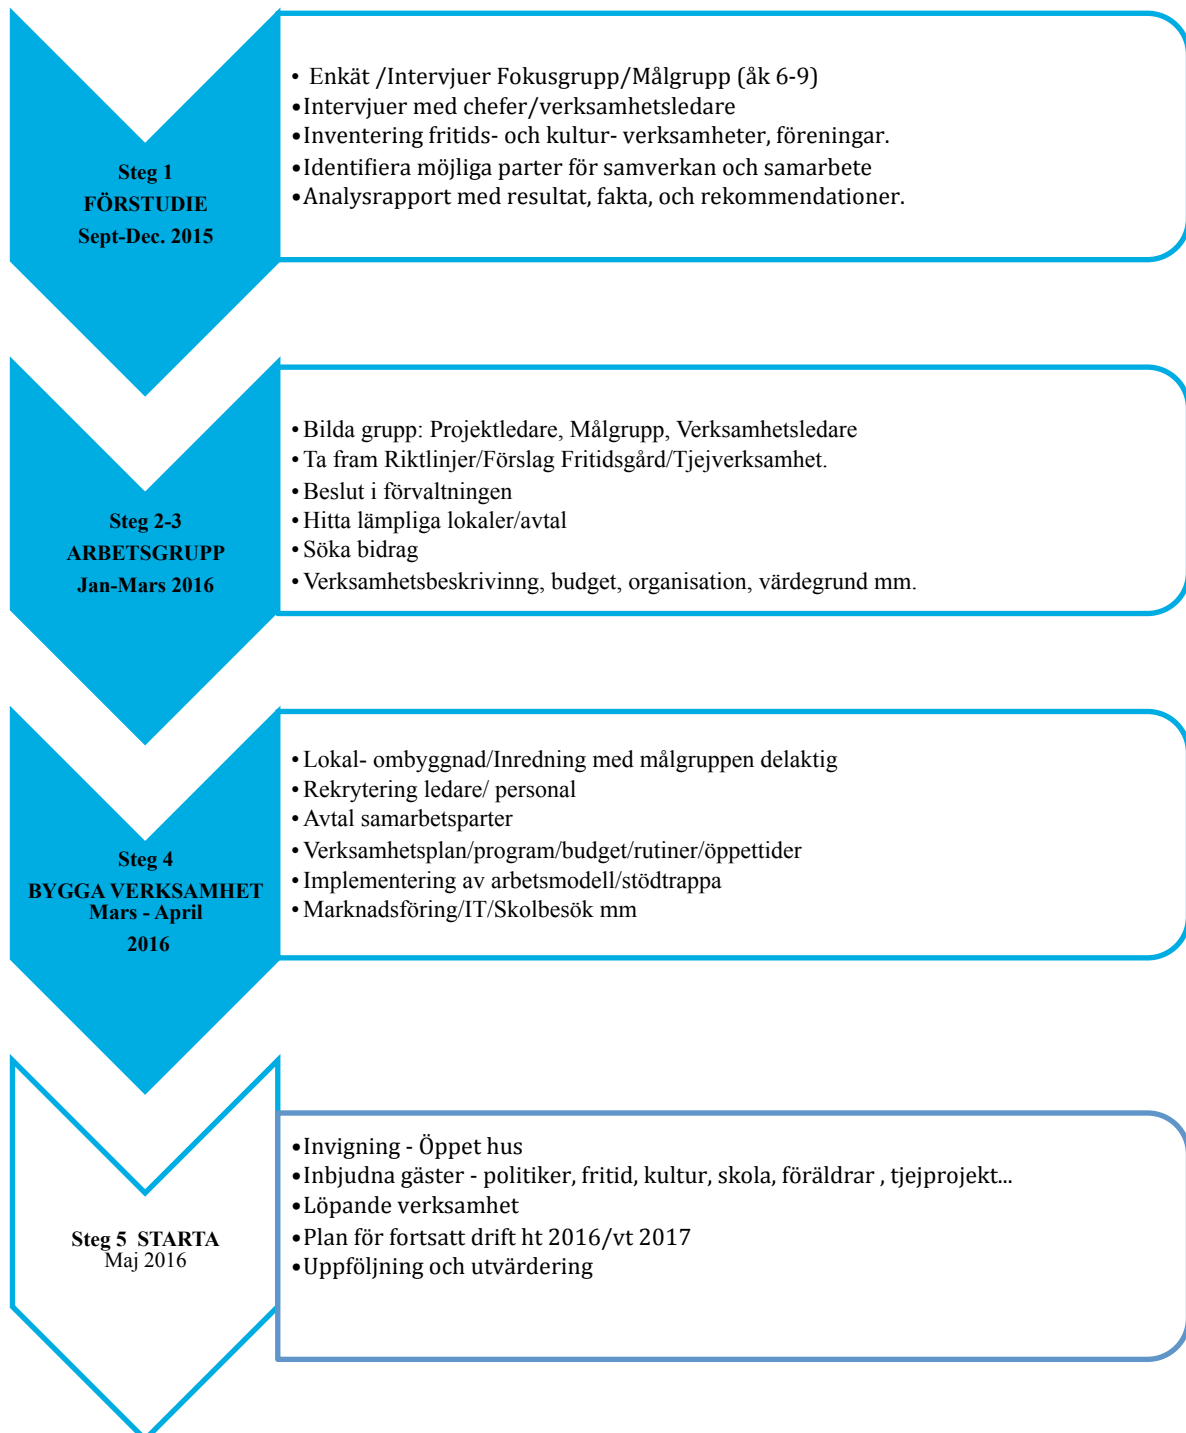 Steg 1
FÖRSTUDIE
Sept-Dec. 2015
• Enkät /Intervjuer Fokusgrupp/Målgrupp (åk 6-9)
•Intervjuer med chefer/verksamhetsledare
•Inventering fritids- och kultur- verksamheter, föreningar.
•Identifiera möjliga parter för samverkan och samarbete
•Analysrapport med resultat, fakta, och rekommendationer.
Steg 2-3
ARBETSGRUPP
Jan-Mars 2016
•Bilda grupp: Projektledare, Målgrupp, Verksamhetsledare
•Ta fram Riktlinjer/Förslag Fritidsgård/Tjejverksamhet.
•Beslut i förvaltningen
•Hitta lämpliga lokaler/avtal
•Söka bidrag
•Verksamhetsbeskrivinng, budget, organisation, värdegrund mm.
Steg 4
BYGGA VERKSAMHET
Mars - April
2016
•Lokal- ombyggnad/Inredning med målgruppen delaktig
•Rekrytering ledare/ personal
•Avtal samarbetsparter
•Verksamhetsplan/program/budget/rutiner/öppettider
•Implementering av arbetsmodell/stödtrappa
•Marknadsföring/IT/Skolbesök mm
Steg 5 STARTA
Maj 2016
•Invigning - Öppet hus
•Inbjudna gäster - politiker, fritid, kultur, skola, föräldrar , tjejprojekt...
•Löpande verksamhet
•Plan för fortsatt drift ht 2016/vt 2017
•Uppföljning och utvärdering